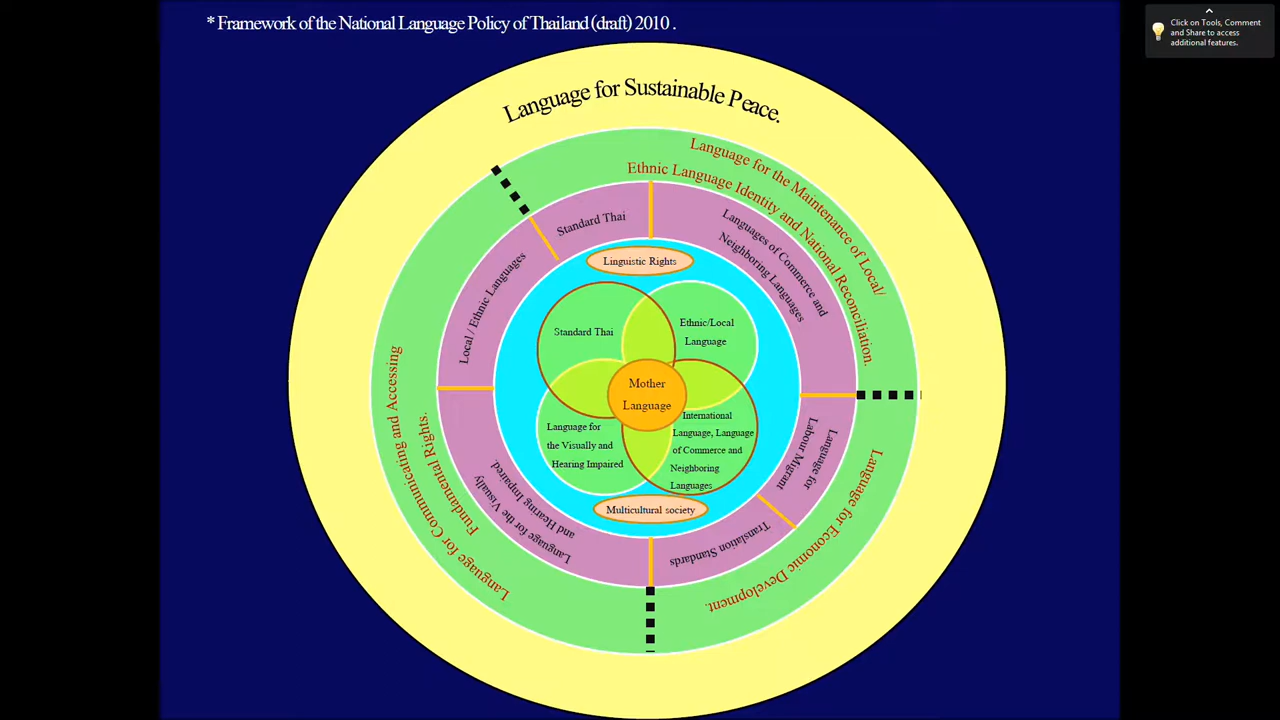 * Framework of the National Language Policy of Thailand (draft) 2010 .
Click on Tools, Comment
and Share to access
additional features.
Language for Sustainable Peace.
Language for the Maintenance of Local/
Ethnic Language Identity and National Reconciliation.
Standard Thai
Languages of Commerce and
Neighboring Languages
Local / Ethnic Languages
Linguistic Rights
Standard Thai
Ethnic/Local
Language
Mother
Language
Language for
the Visually and
Hearing Impaired
International
Language, Language
of Commerce and
Neighboring
Languages
Multicultural society
Language for
Labour Migrant
Translation Standards
Language for the Visually
and Hearing Impaired.
Language for Communicating and Accessing
Fundamental Rights.
Language for Economic Development.